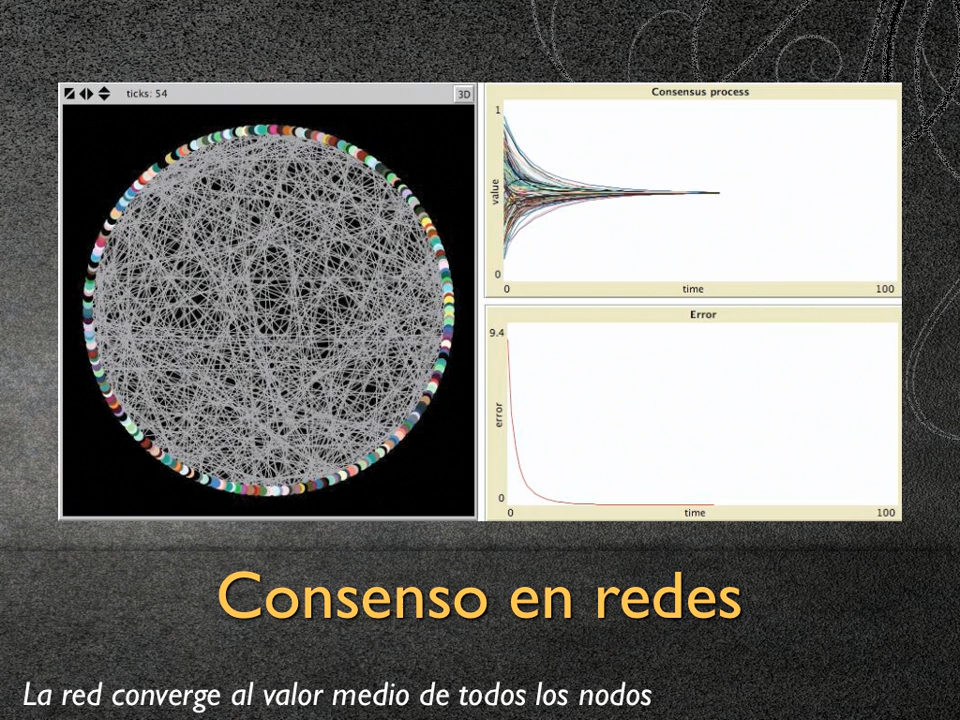 ticks: 54
3D
Consensus process
1
value
0
0
time
100
Error
9.4
error
0
0
time
100
Consenso en redes
La red converge al valor medio de todos los nodos